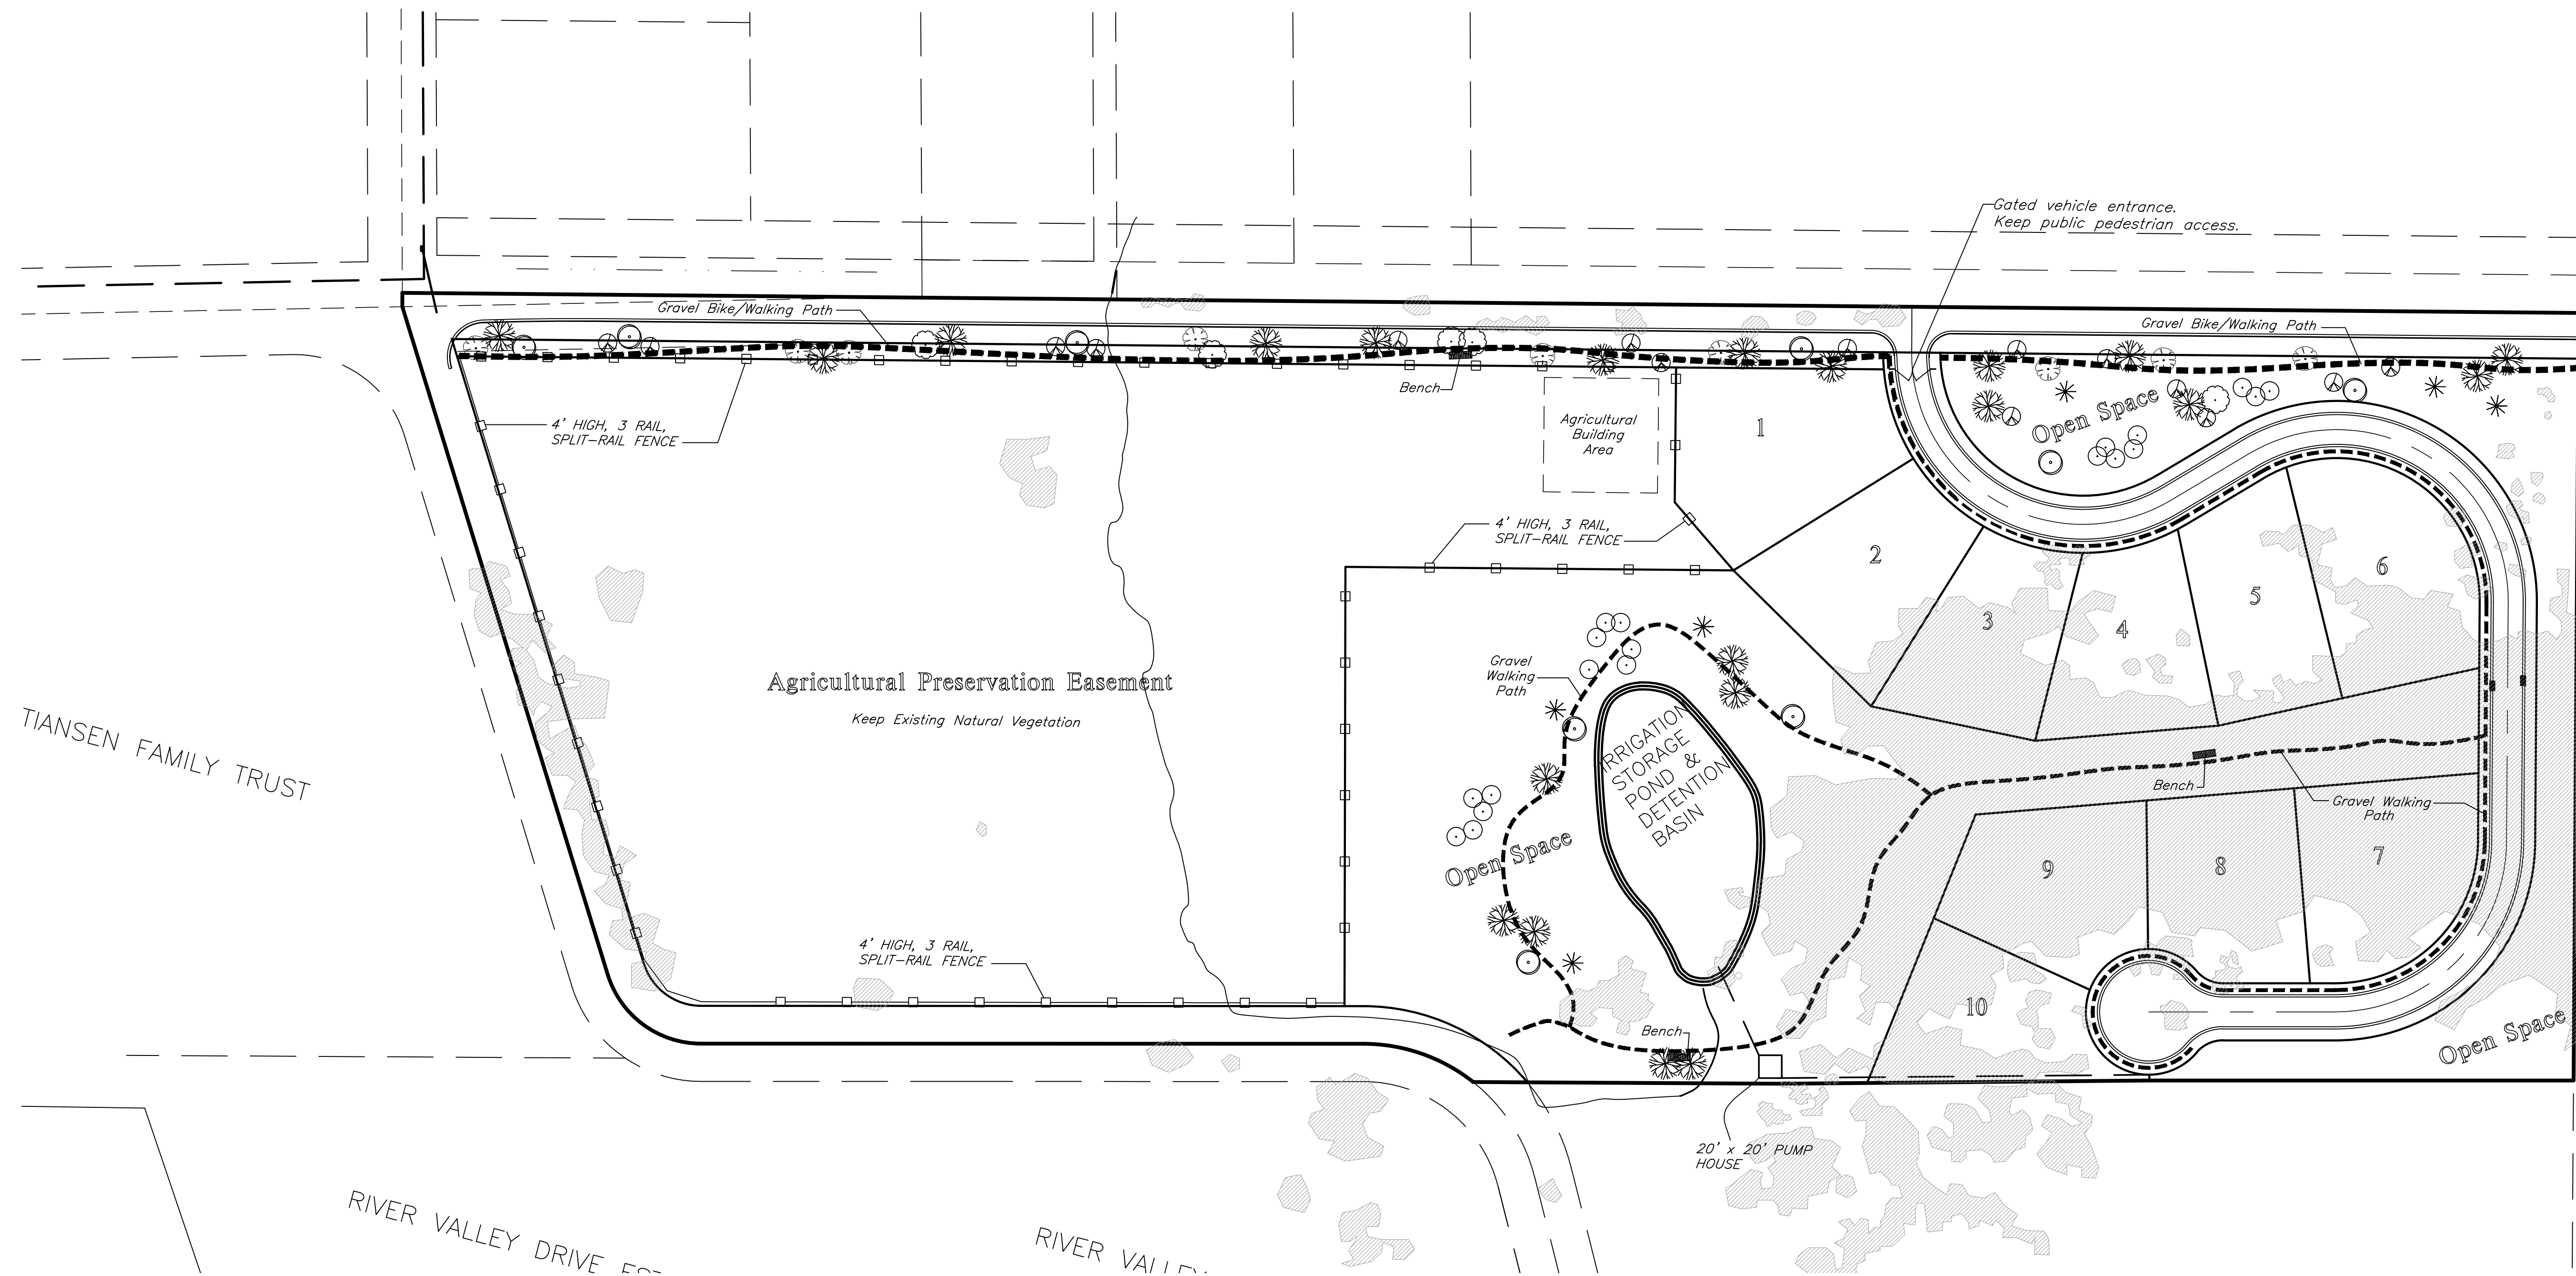 Gated vehicle entrance.
Keep public pedestrian access.
Gravel Bike/Walking Path
Gravel Bike/Walking Path
Bench
4' HIGH, 3 RAIL,
SPLIT-RAIL FENCE
Agricultural
Building
Area
1
Open Space
4' HIGH, 3 RAIL,
SPLIT-RAIL FENCE
2
3
4
5
6
Agricultural Preservation Easement
Keep Existing Natural Vegetation
Gravel
Walking
Path
IRRIGATION
STORAGE
POND &
DETENTION
BASIN
TIANSEN FAMILY TRUST
Bench
Gravel Walking
Path
Open Space
9
8
7
4' HIGH, 3 RAIL,
SPLIT-RAIL FENCE
10
Bench
Open Space
20' x 20' PUMP
HOUSE
RIVER VALLEY DRIVE
RIVER VALLEY